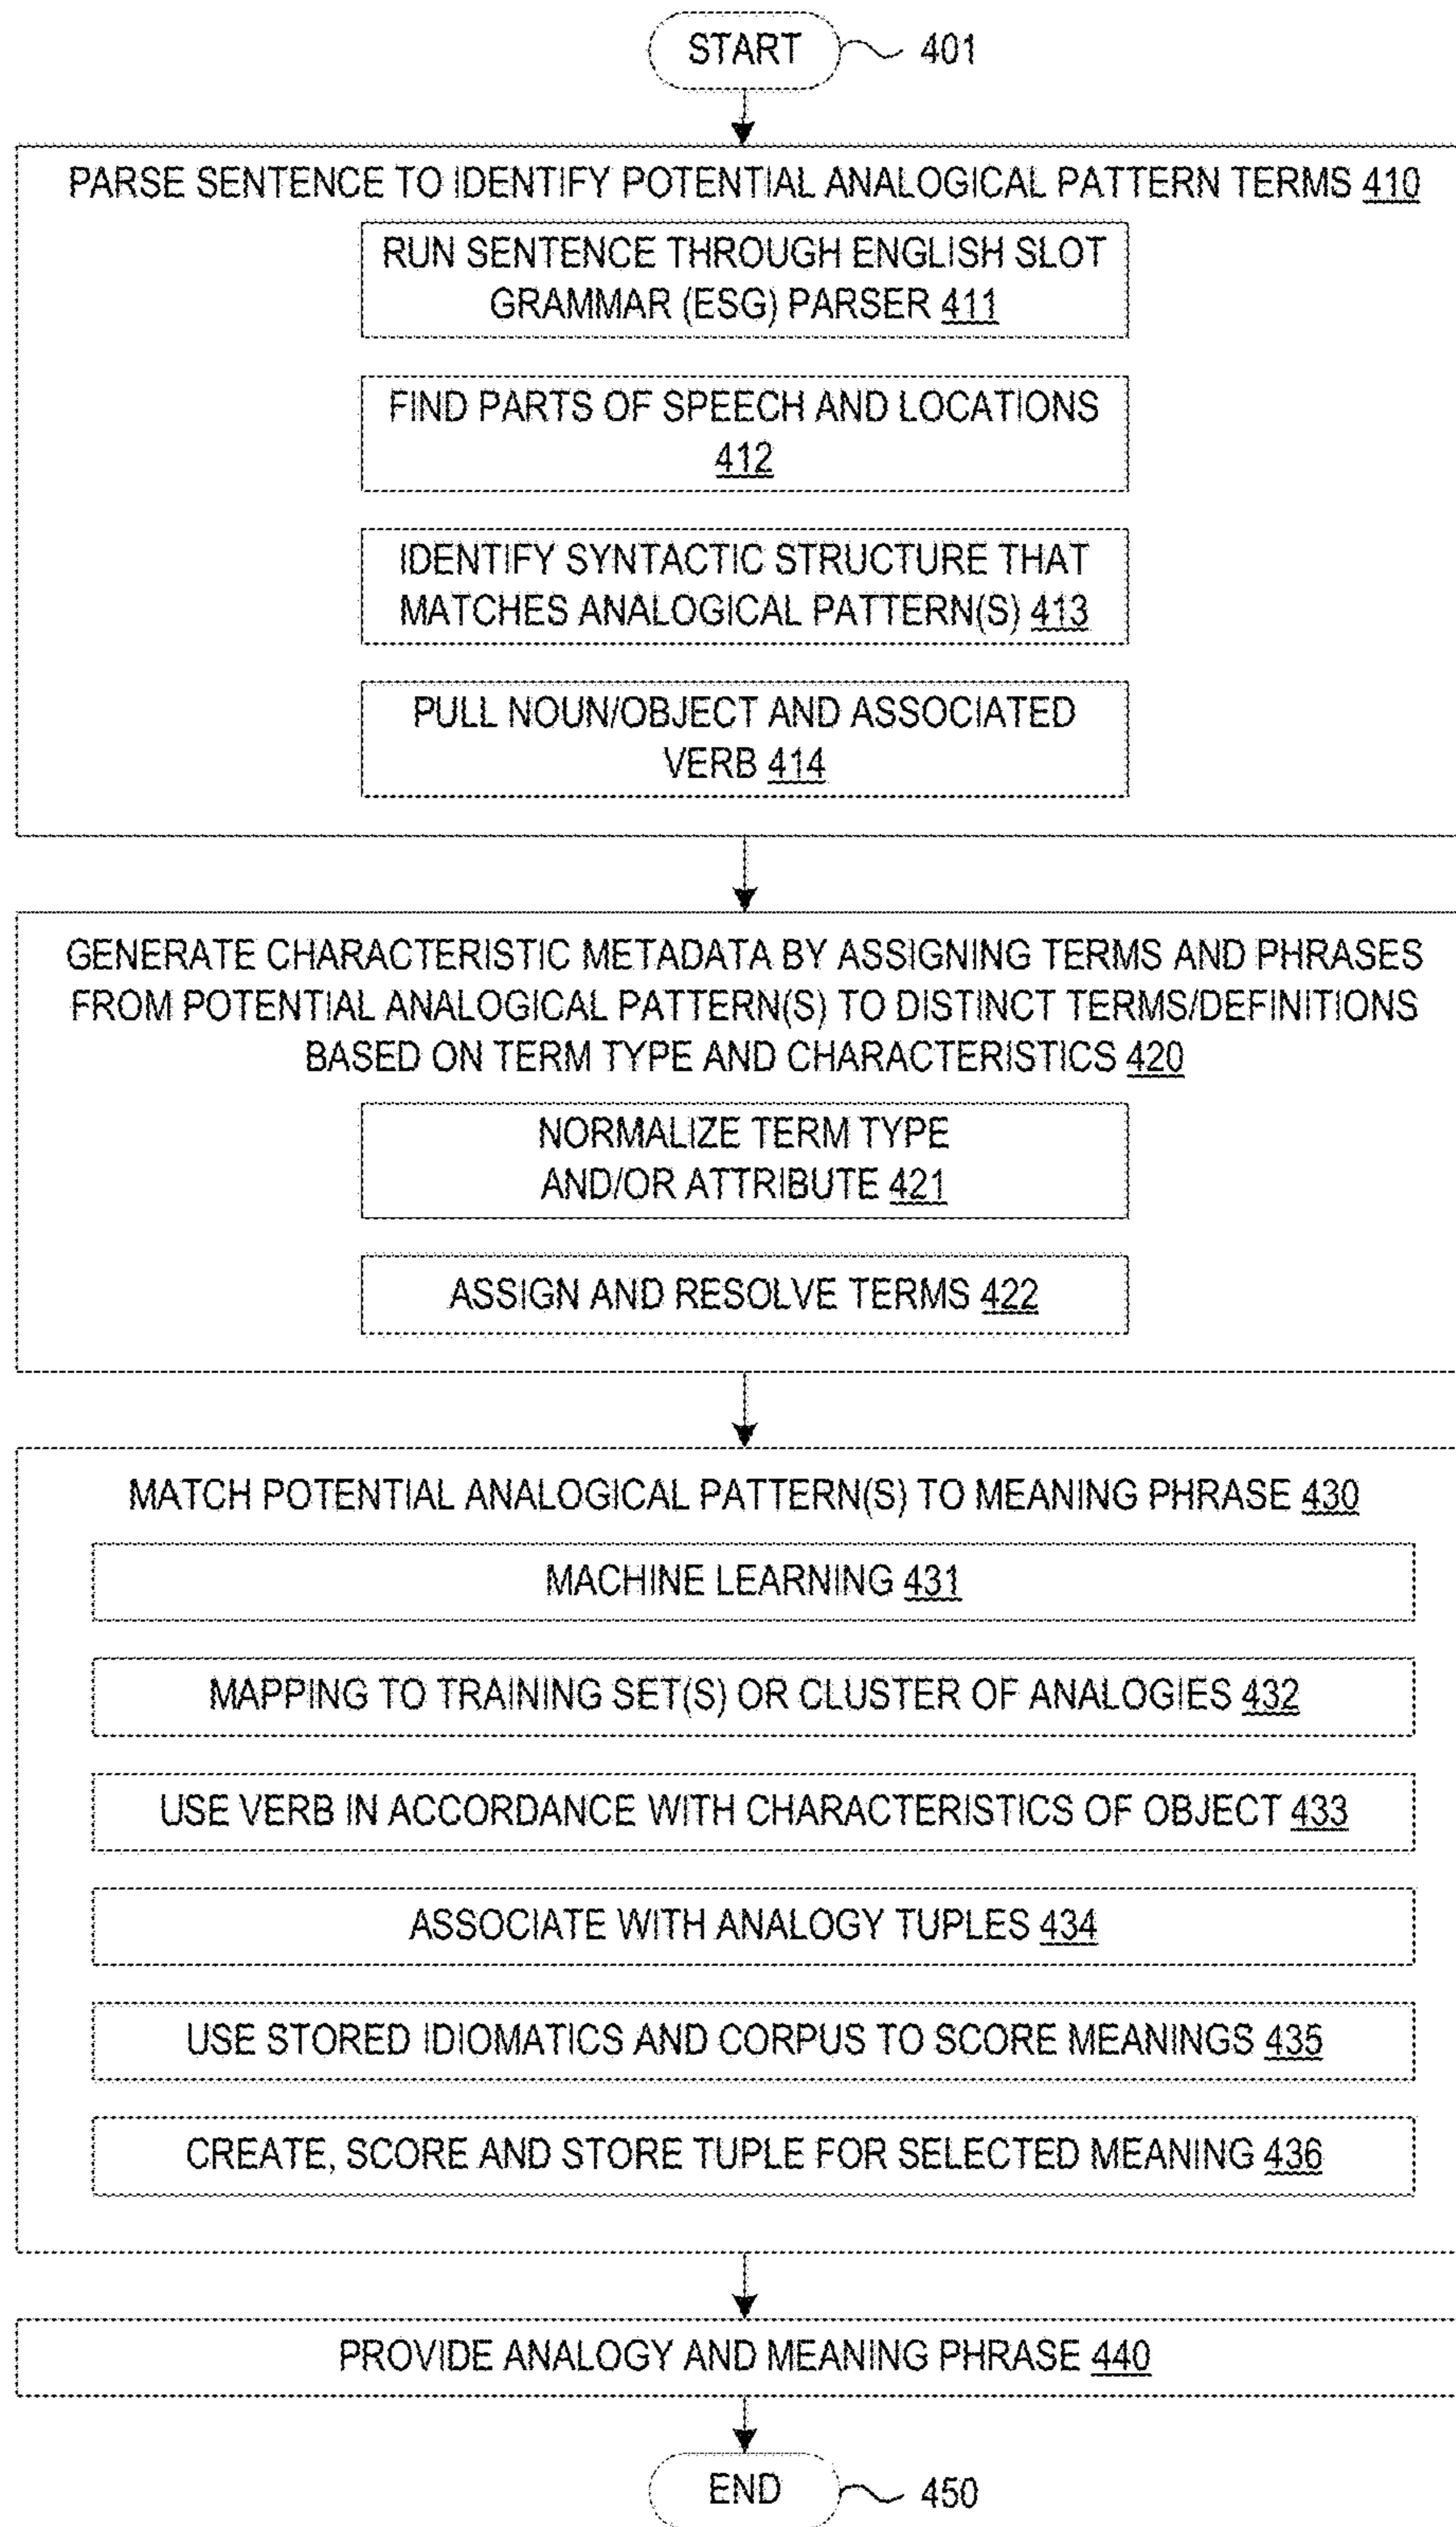 START 401
PARSE SENTENCE TO IDENTIFY POTENTIAL ANALOGICAL PATTERN TERMS 410
RUN SENTENCE THROUGH ENGLISH SLOT
GRAMMAR (ESG) PARSER 411
FIND PARTS OF SPEECH AND LOCATIONS
412
IDENTIFY SYNTACTIC STRUCTURE THAT
MATCHES ANALOGICAL PATTERN(S) 413
PULL NOUN/OBJECT AND ASSOCIATED
VERB 414
GENERATE CHARACTERISTIC METADATA BY ASSIGNING TERMS AND PHRASES
FROM POTENTIAL ANALOGICAL PATTERN(S) TO DISTINCT TERMS/DEFINITIONS
BASED ON TERM TYPE AND CHARACTERISTICS 420
NORMALIZE TERM TYPE
AND/OR ATTRIBUTE 421
ASSIGN AND RESOLVE TERMS 422
MATCH POTENTIAL ANALOGICAL PATTERN(S) TO MEANING PHRASE 430
MACHINE LEARNING 431
MAPPING TO TRAINING SET(S) OR CLUSTER OF ANALOGIES 432
USE VERB IN ACCORDANCE WITH CHARACTERISTICS OF OBJECT 433
ASSOCIATE WITH ANALOGY TUPLES 434
USE STORED IDIOMATICS AND CORPUS TO SCORE MEANINGS 435
CREATE, SCORE AND STORE TUPLE FOR SELECTED MEANING 436
PROVIDE ANALOGY AND MEANING PHRASE 440
END 450